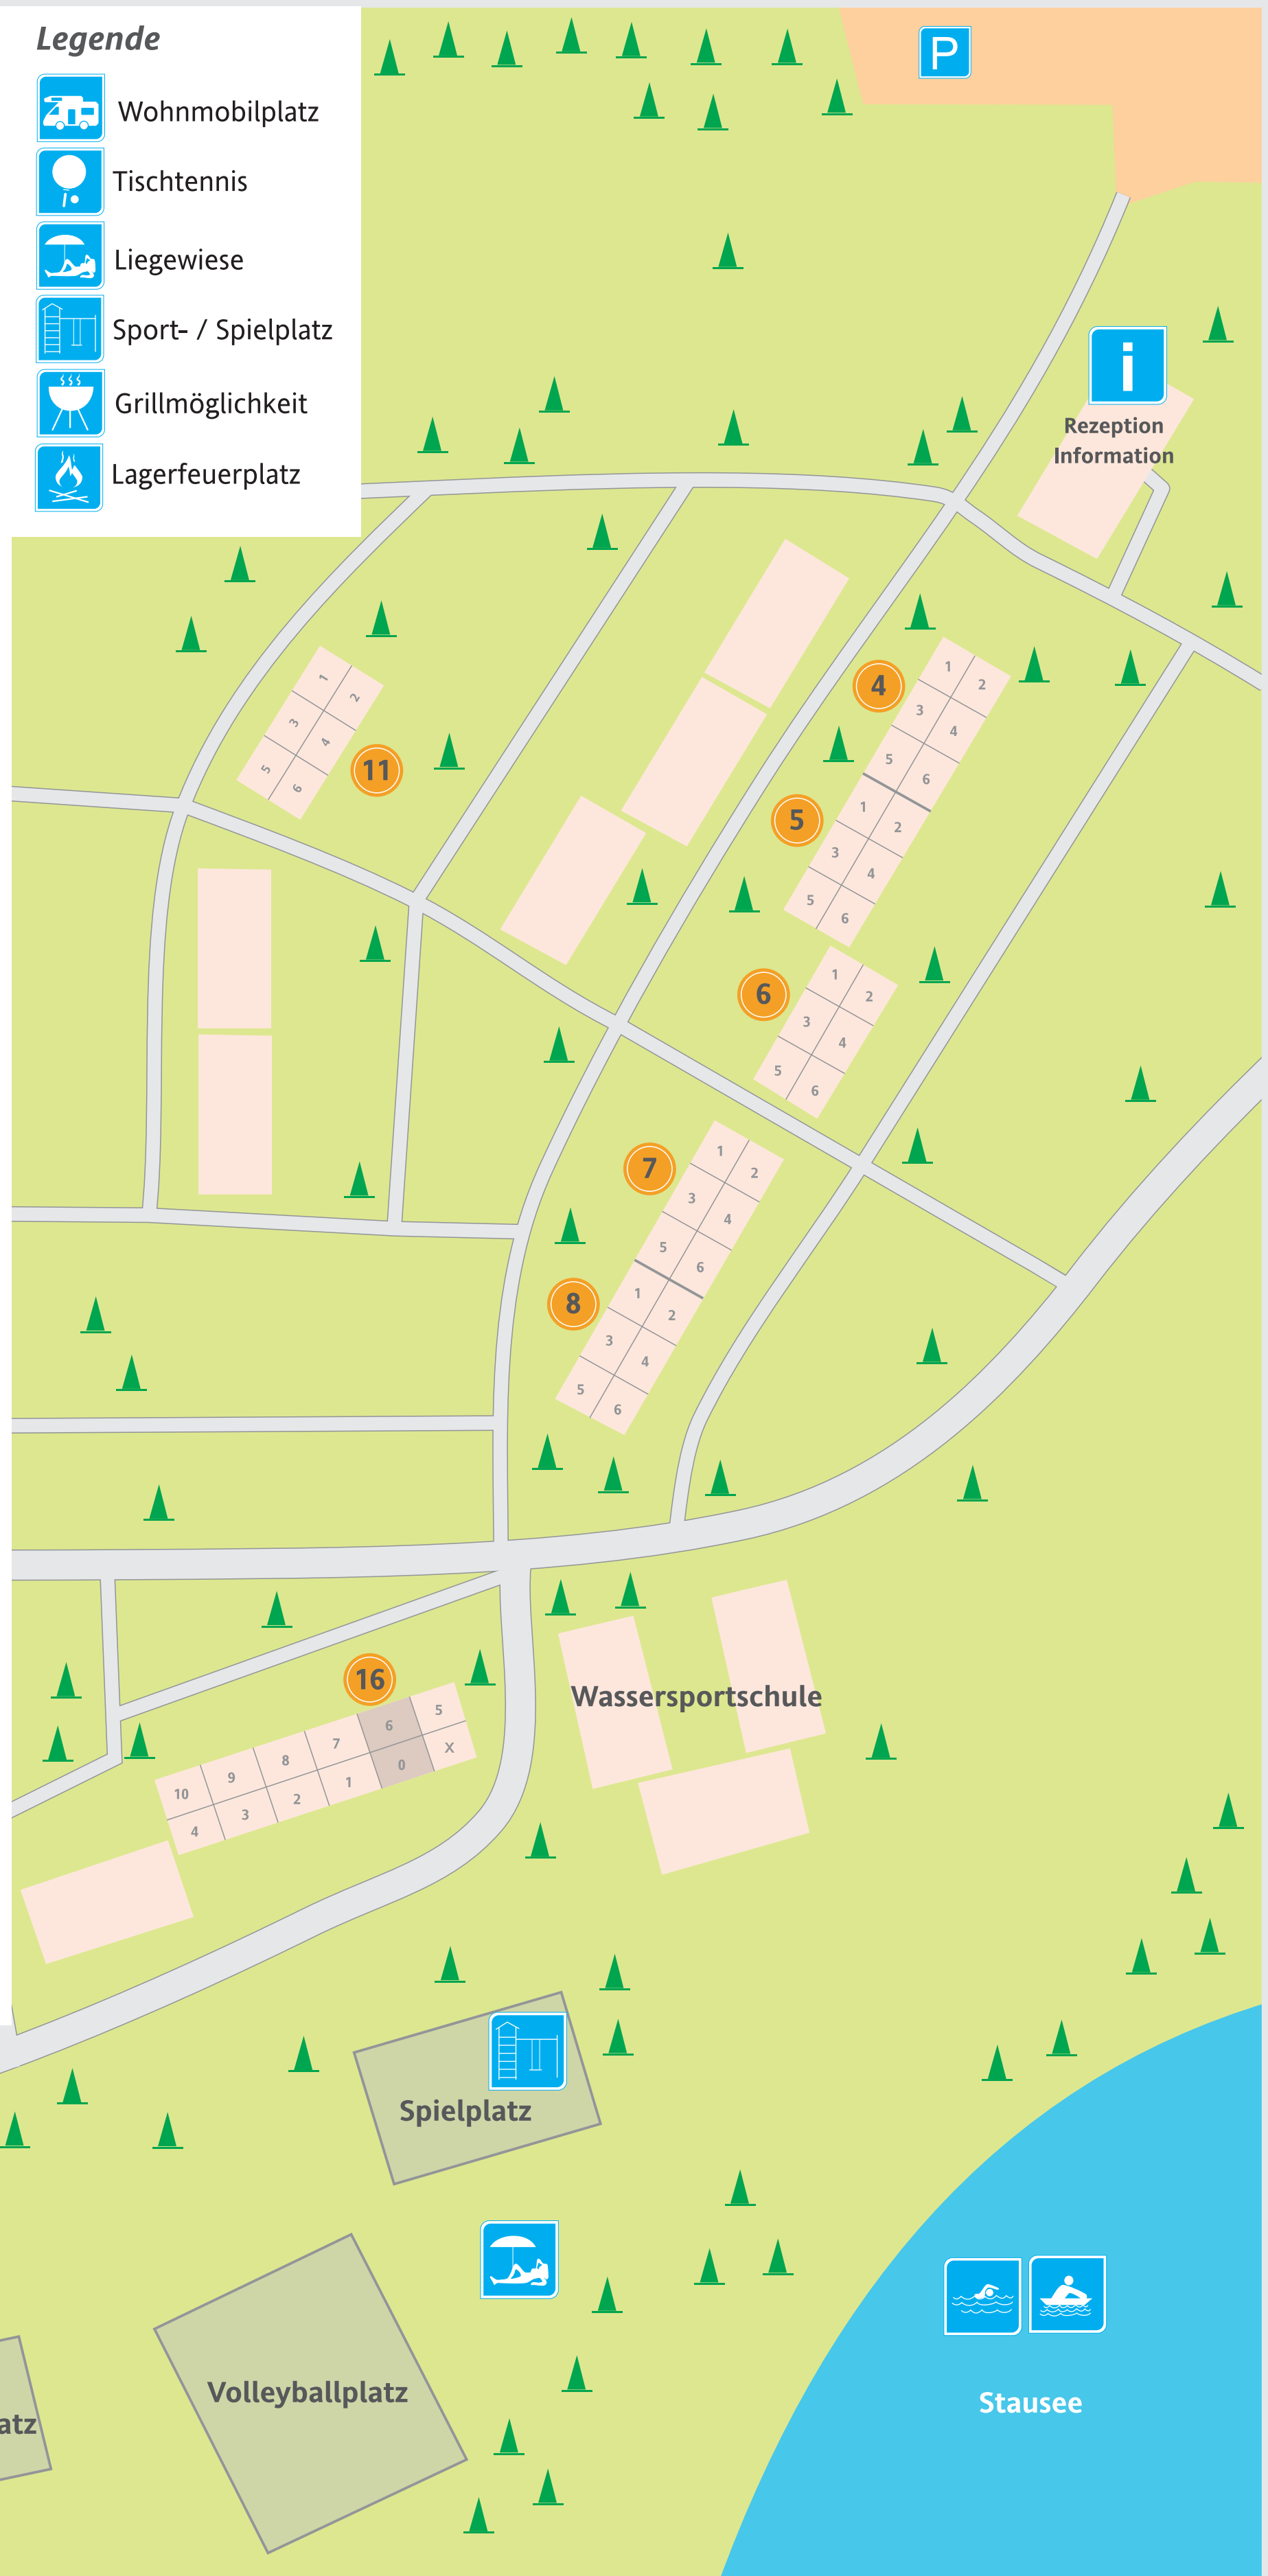 Legende
Wohnmobilplatz
Tischtennis
Liegewiese
Sport- / Spielplatz
Grillmöglichkeit
Lagerfeuerplatz
P
i
Rezeption
Information
4
1 2
3 4
5 6
5
1 2
3 4
5 6
11
1 2
3 4
5 6
6
1 2
3 4
5 6
7
1 2
3 4
5 6
8
1 2
3 4
5 6
16
10 9 8 7 6 5
4 3 2 1 0 X
Wassersportschule
Spielplatz
Volleyballplatz
atz
Stausee